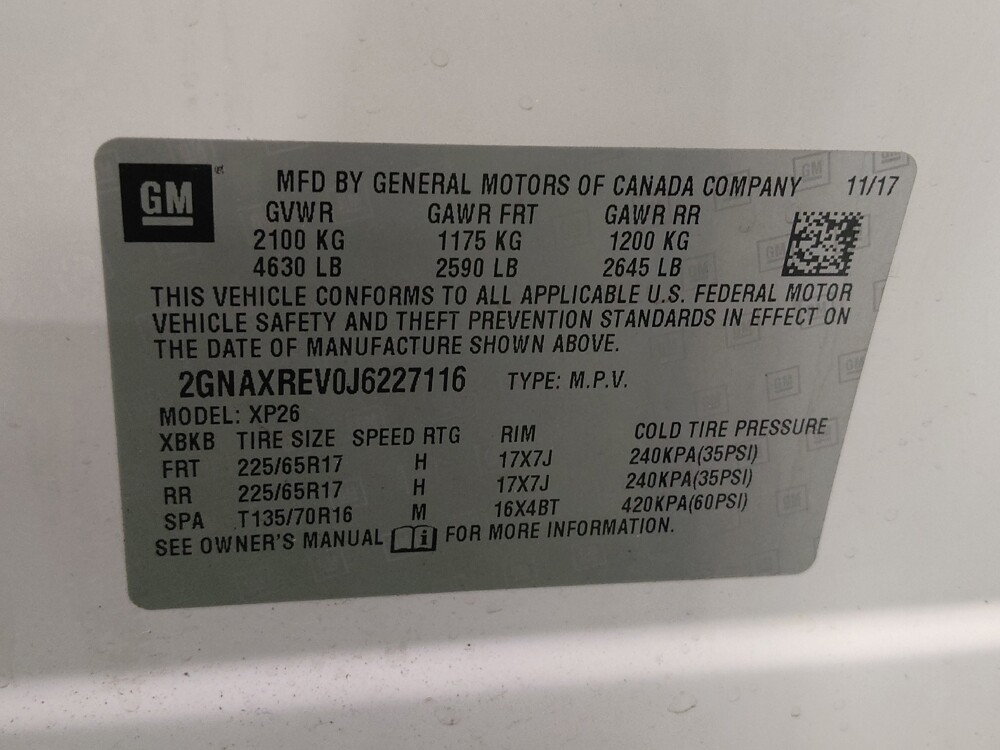 GM MFD BY GENERAL MOTORS OF CANADA COMPANY 11/17
GVWR GAWR FRT GAWR RR
2100 KG 1175 KG 1200 KG
4630 LB 2590 LB 2645 LB
THIS VEHICLE CONFORMS TO ALL APPLICABLE U.S. FEDERAL MOTOR
VEHICLE SAFETY AND THEFT PREVENTION STANDARDS IN EFFECT ON
THE DATE OF MANUFACTURE SHOWN ABOVE.
2GNAXREV0J6227116 TYPE: M.P.V.
MODEL: XP26
XBKB TIRE SIZE SPEED RTG RIM COLD TIRE PRESSURE
FRT 225/65R17 H 17X7J 240KPA(35PSI)
RR 225/65R17 H 17X7J 240KPA(35PSI)
SPA T135/70R16 M 16X4BT 420KPA(60PSI)
SEE OWNER'S MANUAL i FOR MORE INFORMATION.